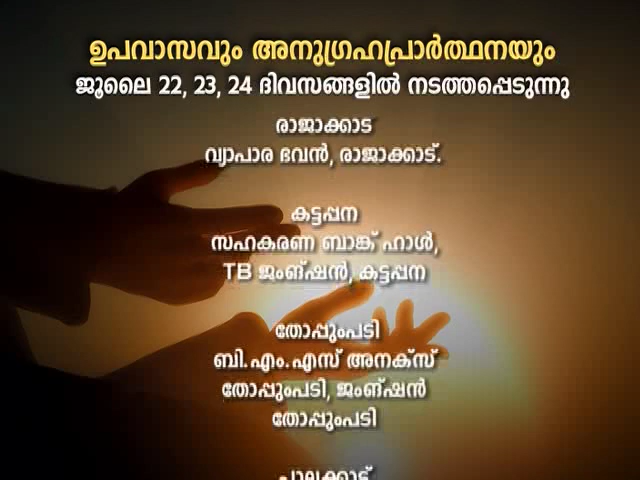 ഉപവാസവും അനുഗ്രഹപ്രാർത്ഥനയും
ജൂലൈ 22, 23, 24 ദിവസങ്ങളിൽ നടത്തപ്പെടുന്നു
രാജാക്കാട
വ്യാപാര ഭവൻ, രാജാക്കാട്.
കട്ടപ്പന
സഹകരണ ബാങ്ക് ഹാൾ,
TB ജംങ്ഷൻ, കട്ടപ്പന
തോപ്പുംപടി
ബി.എം.എസ് അനക്സ്
തോപ്പുംപടി, ജംങ്ഷൻ
തോപ്പുംപടി
പാലക്കാട്